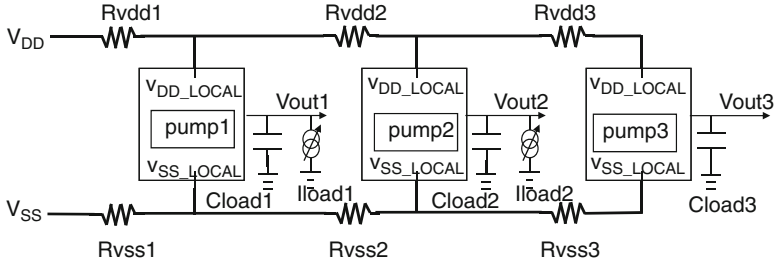 Rvdd1 Rvdd2 Rvdd3
VDD
VDD_LOCAL VDD_LOCAL VDD_LOCAL
Vout1 Vout2 Vout3
pump1 pump2 pump3
VSS_LOCAL VSS_LOCAL VSS_LOCAL
Cload1 Iload1 Cload2 Iload2 Cload3
VSS
Rvss1 Rvss2 Rvss3